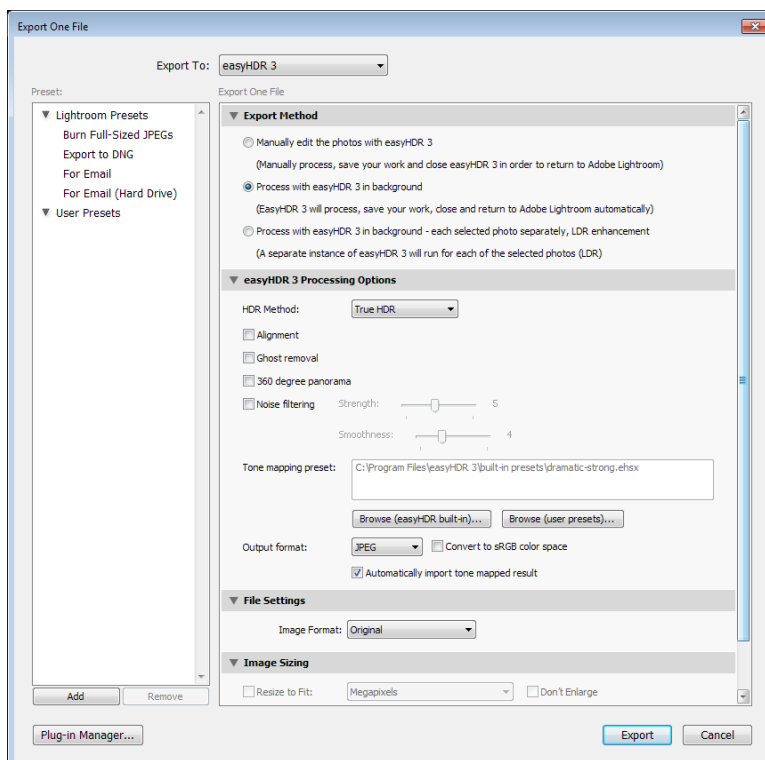 Export One File
Export To: easyHDR 3
Preset:
Export One File
Lightroom Presets
Burn Full-Sized JPEGs
Export to DNG
For Email
For Email (Hard Drive)
User Presets
Add
Remove
Export Method
Manually edit the photos with easyHDR 3
(Manually process, save your work and close easyHDR 3 in order to return to Adobe Lightroom)
Process with easyHDR 3 in background
(EasyHDR 3 will process, save your work, close and return to Adobe Lightroom automatically)
Process with easyHDR 3 in background - each selected photo separately, LDR enhancement
(A separate instance of easyHDR 3 will run for each of the selected photos (LDR)
easyHDR 3 Processing Options
HDR Method: True HDR
Alignment
Ghost removal
360 degree panorama
Noise filtering Strength: 5
Smoothness: 4
Tone mapping preset: C:\Program Files\easyHDR 3\built-in presets\dramatic-strong.ehsx
Browse (easyHDR built-in)... Browse (user presets)...
Output format: JPEG Convert to sRGB color space
Automatically import tone mapped result
File Settings
Image Format: Original
Image Sizing
Resize to Fit: Megapixels Don't Enlarge
Plug-in Manager... Export Cancel